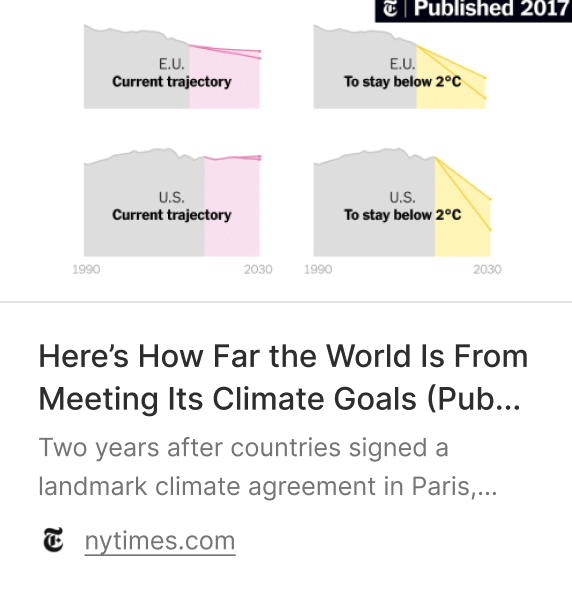 Published 2017
E.U.
Current trajectory
E.U.
To stay below 2°C
U.S.
Current trajectory
U.S.
To stay below 2°C
1990 2030 1990 2030
Here’s How Far the World Is From
Meeting Its Climate Goals (Pub...
Two years after countries signed a
landmark climate agreement in Paris,...
nytimes.com